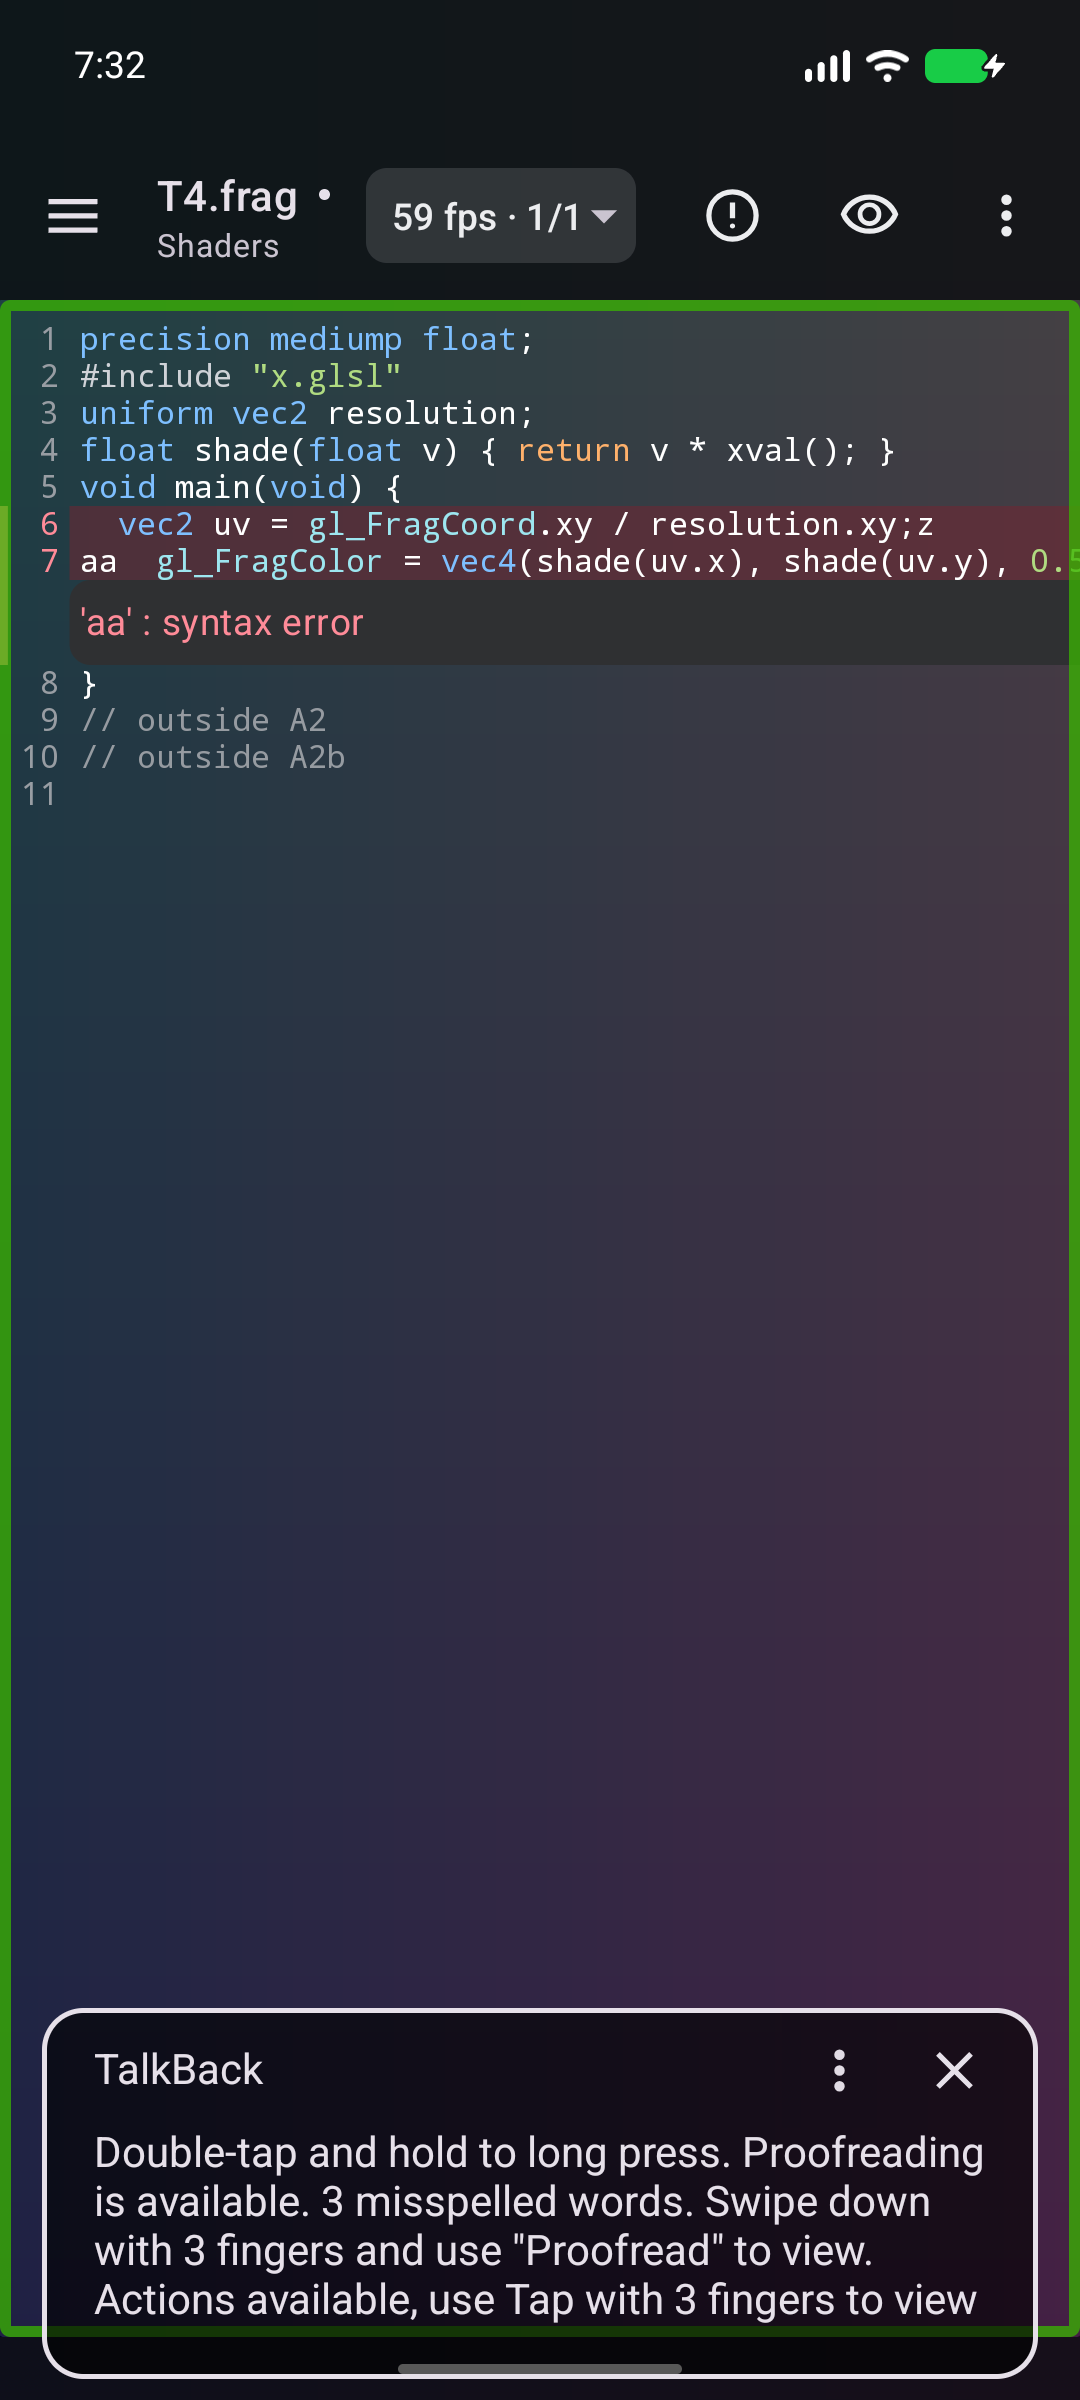 7:32
T4.frag •
Shaders
59 fps · 1/1
1 precision mediump float;
2 #include "x.glsl"
3 uniform vec2 resolution;
4 float shade(float v) { return v * xval(); }
5 void main(void) {
6   vec2 uv = gl_FragCoord.xy / resolution.xy;z
7 aa  gl_FragColor = vec4(shade(uv.x), shade(uv.y), 0.5
'aa' : syntax error
8 }
9 // outside A2
10 // outside A2b
11
TalkBack
Double-tap and hold to long press. Proofreading
is available. 3 misspelled words. Swipe down
with 3 fingers and use "Proofread" to view.
Actions available, use Tap with 3 fingers to view